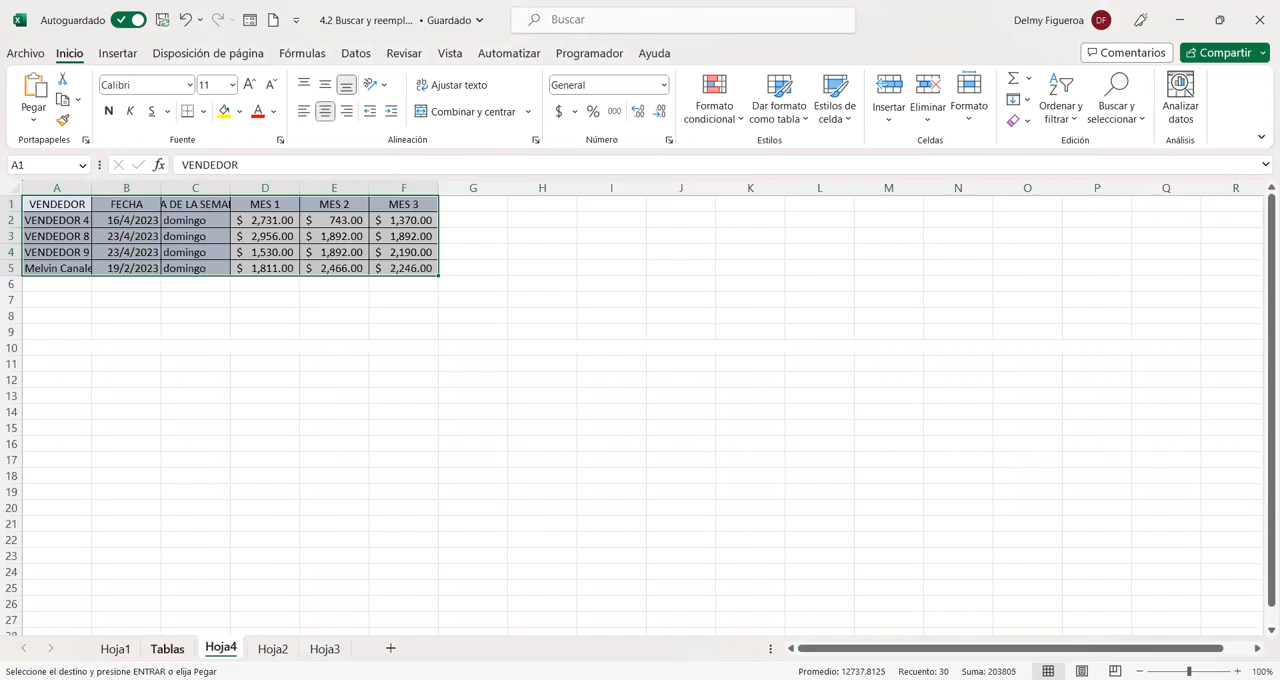 Autoguardado 4.2 Buscar y reempl... • Guardado Buscar Delmy Figueroa DF
Archivo Inicio Insertar Disposición de página Fórmulas Datos Revisar Vista Automatizar Programador Ayuda Comentarios Compartir
Pegar
Calibri 11
N K S
Ajustar texto
Combinar y centrar
General
$ % 000
Formato condicional
Dar formato como tabla
Estilos de celda
Insertar Eliminar Formato
Ordenar y filtrar
Buscar y seleccionar
Analizar datos
Portapapeles Fuente Alineación Número Estilos Celdas Edición Análisis
A1 fx VENDEDOR
A B C D E F G H I J K L M N O P Q R
1 VENDEDOR FECHA A DE LA SEMA MES 1 MES 2 MES 3
2 VENDEDOR 4 16/4/2023 domingo $ 2,731.00 $ 743.00 $ 1,370.00
3 VENDEDOR 8 23/4/2023 domingo $ 2,956.00 $ 1,892.00 $ 1,892.00
4 VENDEDOR 9 23/4/2023 domingo $ 1,530.00 $ 1,892.00 $ 2,190.00
5 Melvin Canale 19/2/2023 domingo $ 1,811.00 $ 2,466.00 $ 2,246.00
6
7
8
9
10
11
12
13
14
15
16
17
18
19
20
21
22
23
24
25
26
27
28
Hoja1 Tablas Hoja4 Hoja2 Hoja3
Seleccione el destino y presione ENTRAR o elija Pegar Promedio: 12737.8125 Recuento: 30 Suma: 203805 100%